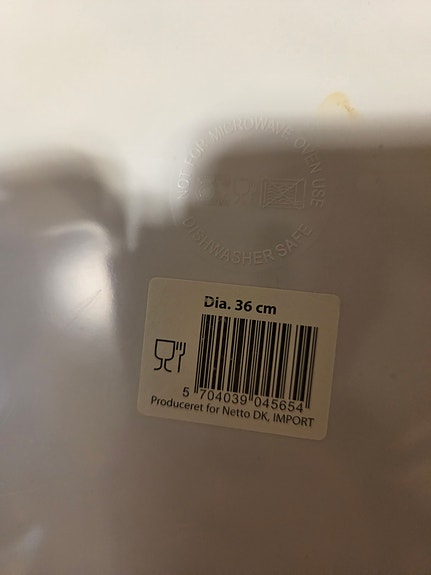 NOT FOR MICROWAVE OVEN USE
DISHWASHER SAFE
Dia. 36 cm
5 704039 045654
Produceret for Netto DK, IMPORT